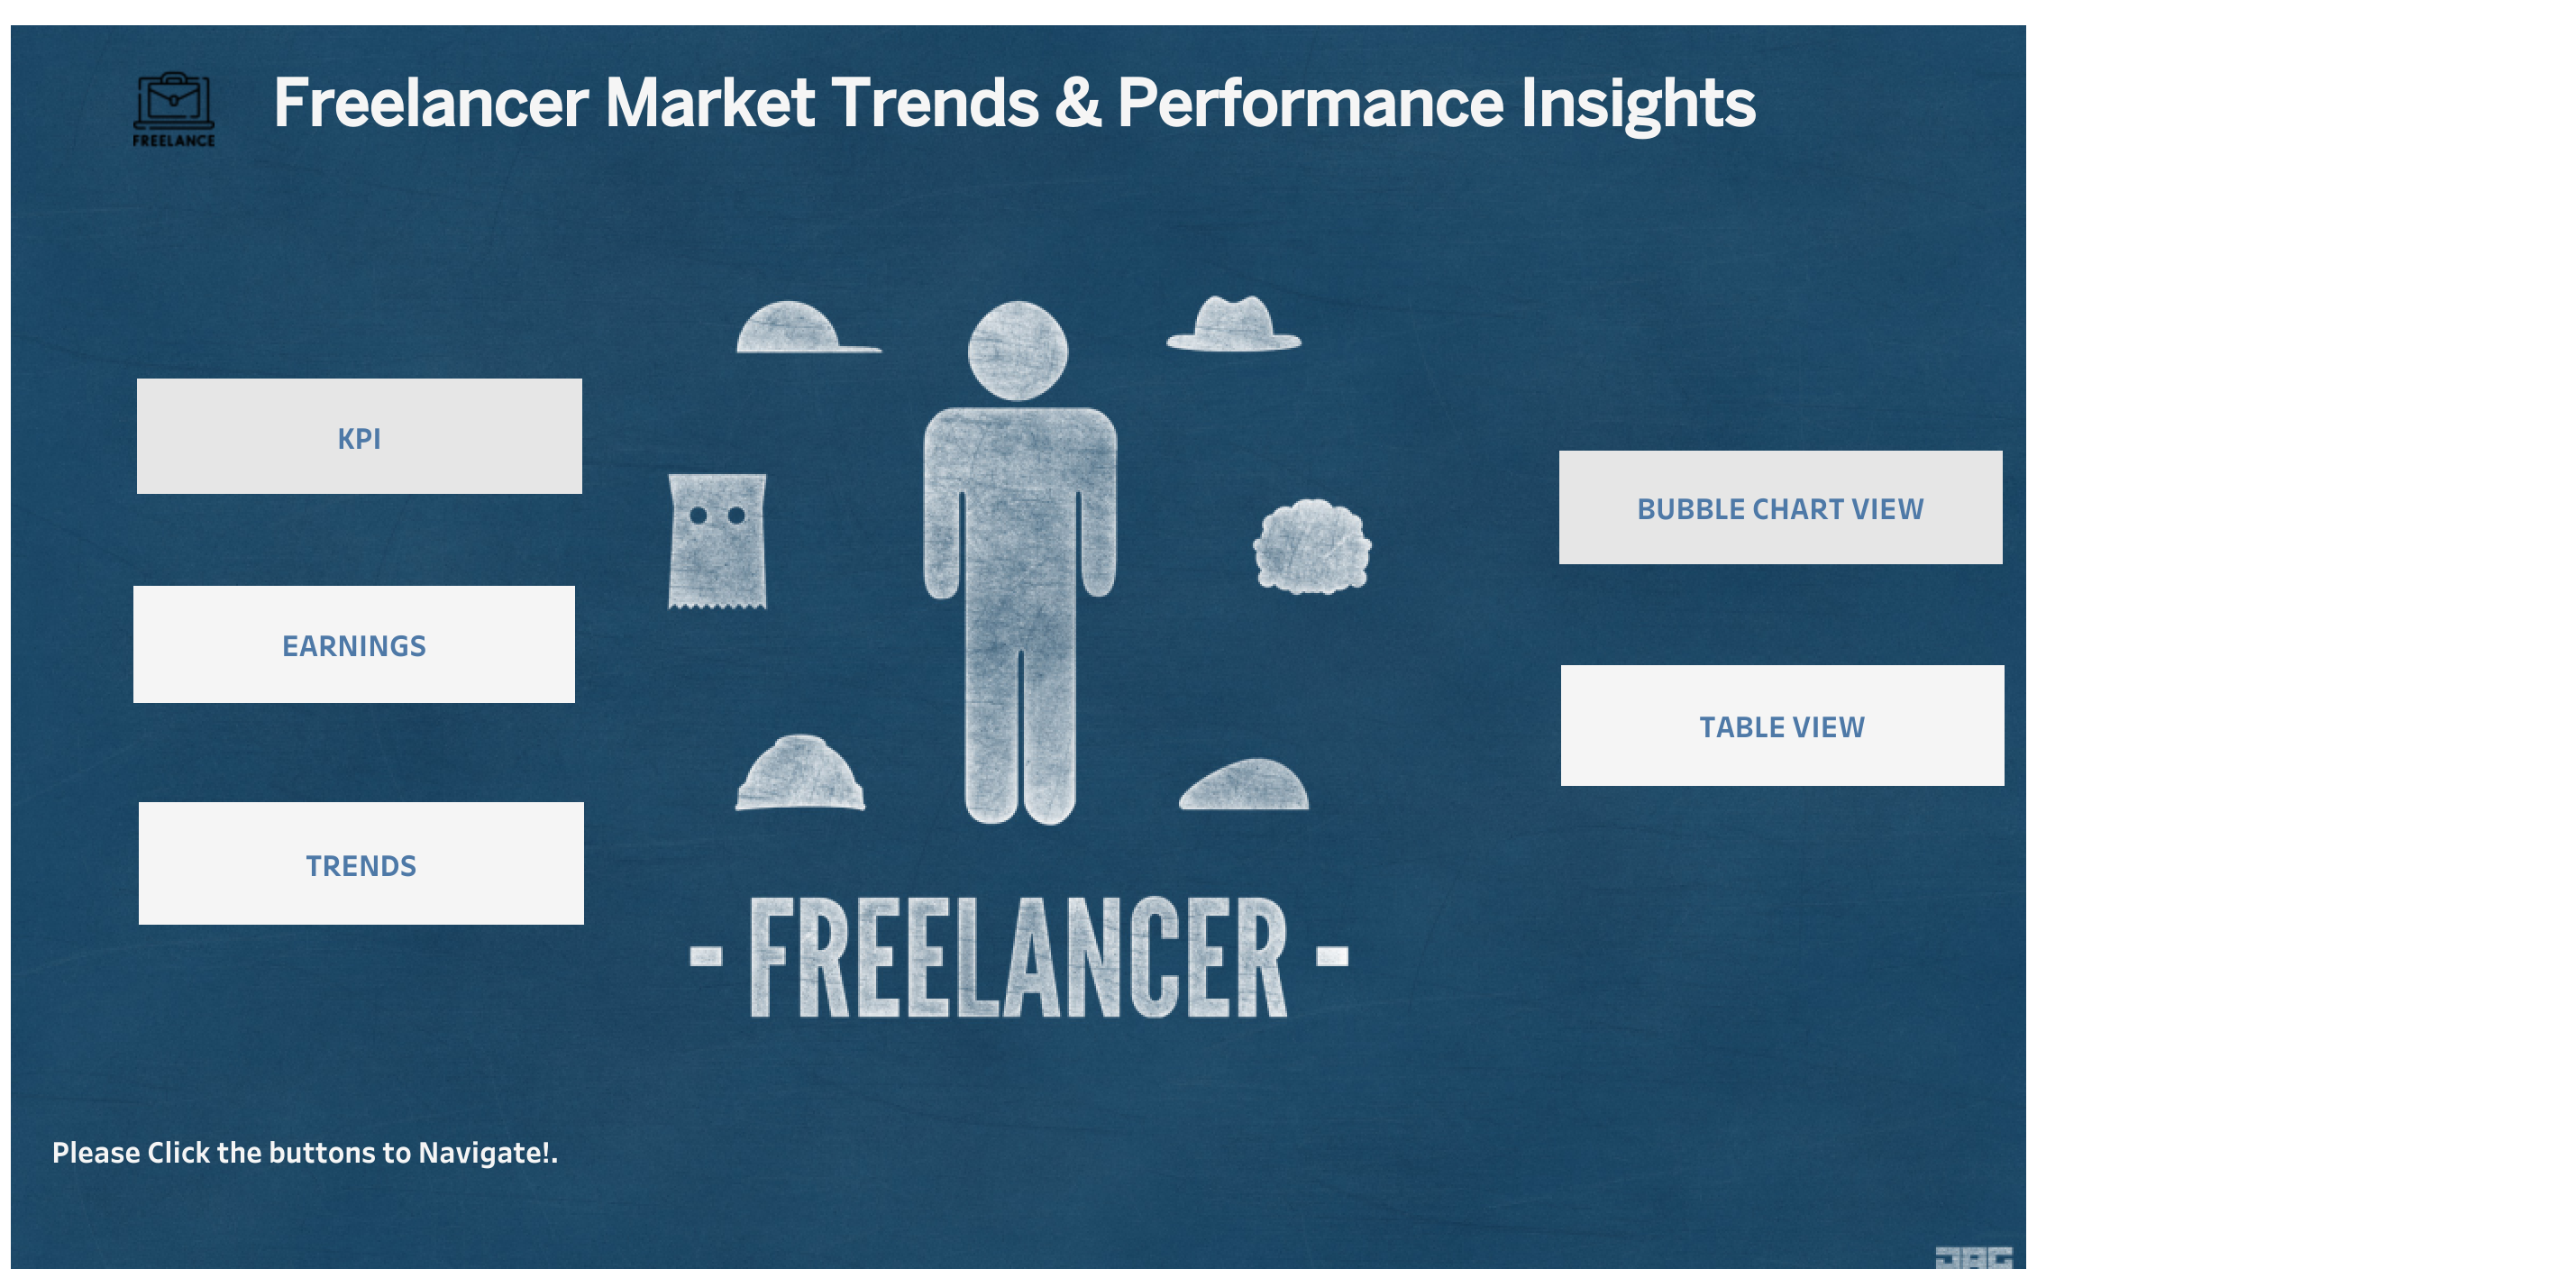 FREELANCE
Freelancer Market Trends & Performance Insights
KPI
EARNINGS
TRENDS
BUBBLE CHART VIEW
TABLE VIEW
- FREELANCER -
Please Click the buttons to Navigate!.